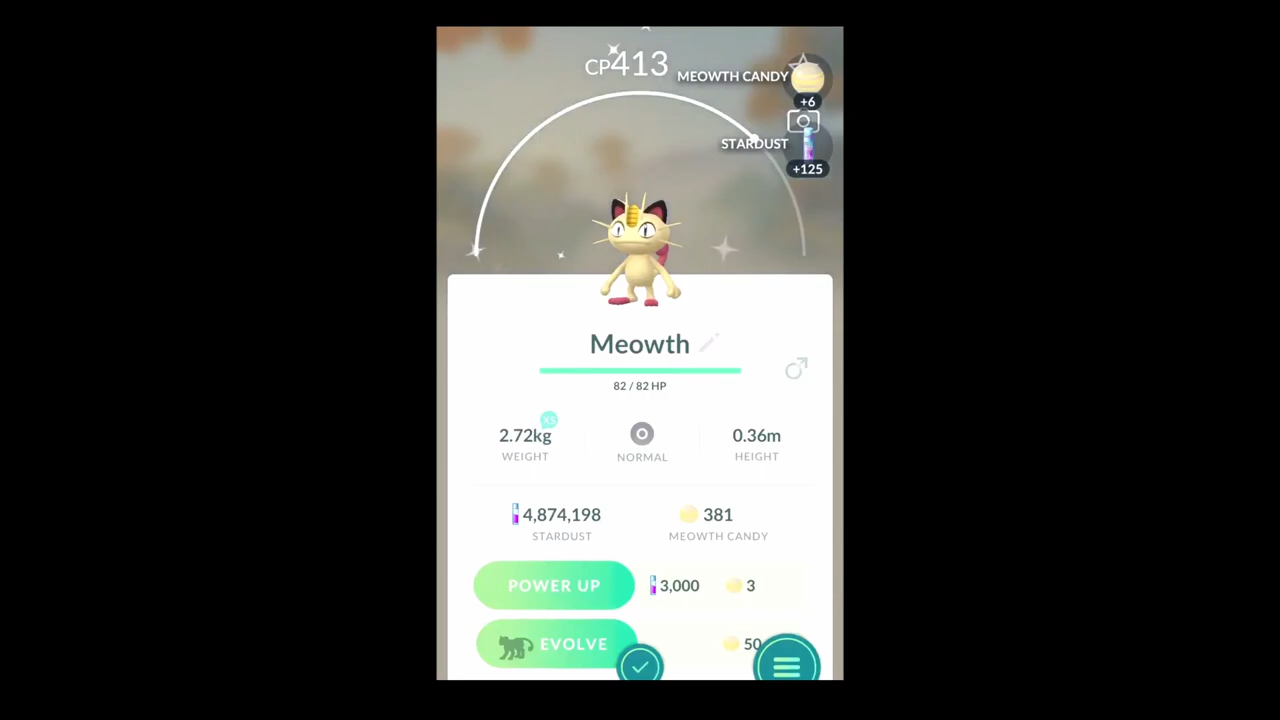 CP413
MEOWTH CANDY
+6
STARDUST
+125
Meowth
82 / 82 HP
XS
2.72kg
WEIGHT
NORMAL
0.36m
HEIGHT
4,874,198
STARDUST
381
MEOWTH CANDY
POWER UP 3,000 3
EVOLVE 50